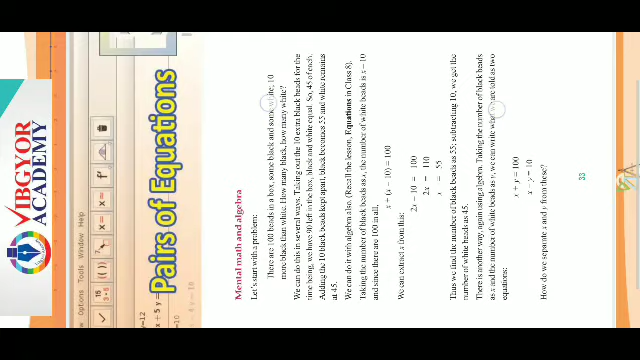 VIBGYOR
ACADEMY
Options Tools Window Help
x + 5 y =
y=12
x - 8 y = 10
=10
Pairs of Equations
Mental math and algebra
Let's start with a problem:
There are 100 beads in a box, some black and some white, 10
more black than white. How many black, how many white?
We can do this in several ways. Taking out the 10 extra black beads for the
time being, we have 90 left in the box, black and white equal. So, 45 of each.
Adding the 10 black beads kept apart, black becomes 55 and white remains
at 45.
We can do it with algebra also. (Recall the lesson, Equations in Class 8).
Taking the number of black beads as x, the number of white beads is x − 10
and since there are 100 in all,
x + (x − 10) = 100
We can extract x from this:
2x − 10 = 100
2x = 110
x = 55
Thus we find the number of black beads as 55; subtracting 10, we get the
number of white beads as 45.
There is another way, again using algebra. Taking the number of black beads
as x and the number of white beads as y, we can write what we are told as two
equations:
x + y = 100
x − y = 10
How do we separate x and y from these?
33